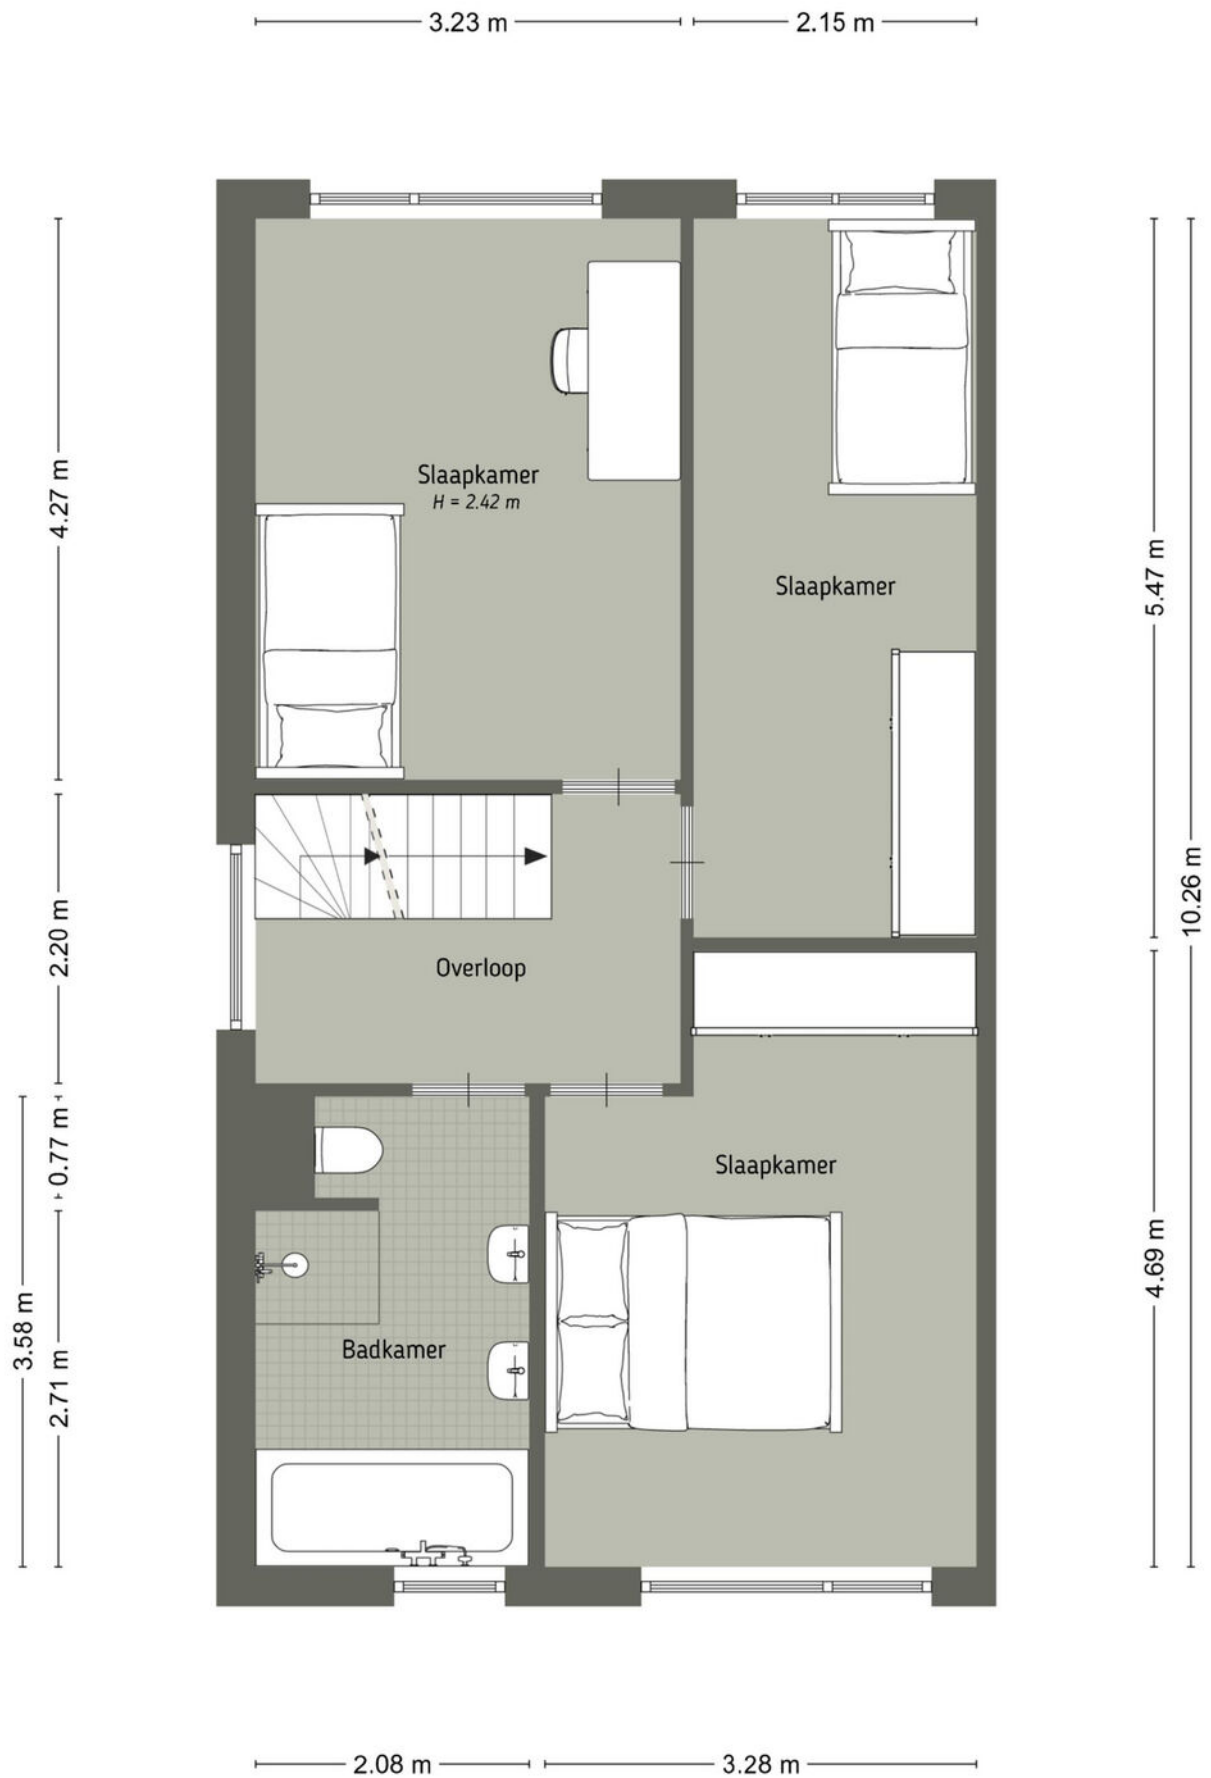 3.23 m
2.15 m
4.27 m
Slaapkamer
H = 2.42 m
5.47 m
Slaapkamer
10.26 m
2.20 m
Overloop
0.77 m
Slaapkamer
4.69 m
3.58 m
2.71 m
Badkamer
2.08 m
3.28 m